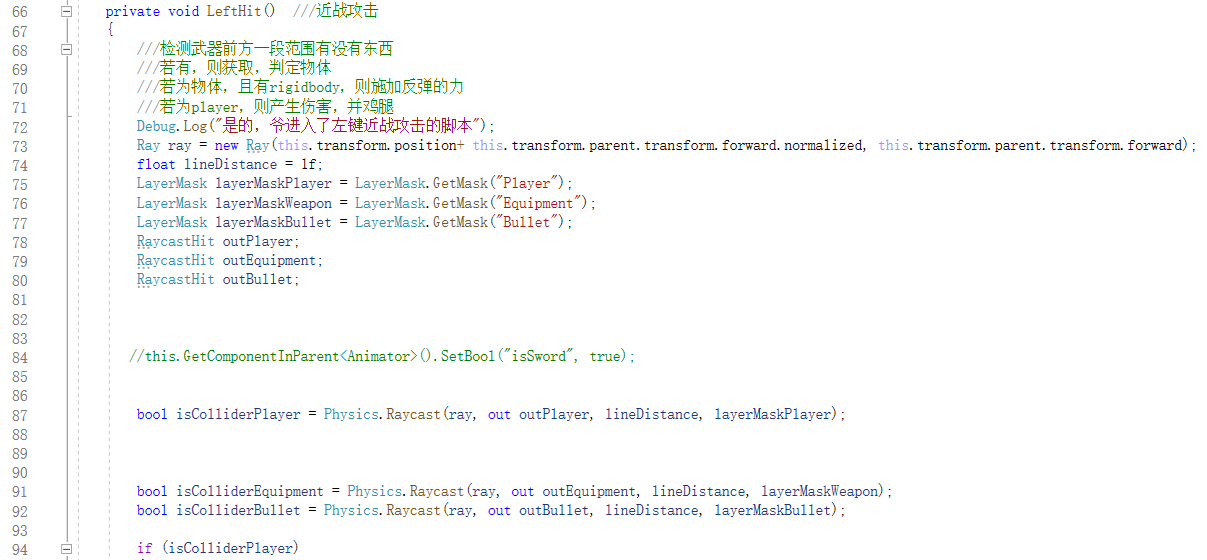 66 private void LeftHit()  ///近战攻击
67 {
68 ///检测武器前方一段范围有没有东西
69 ///若有，则获取，判定物体
70 ///若为物体，且有rigidbody，则施加反弹的力
71 ///若为player，则产生伤害，并鸡腿
72 Debug.Log("是的，爷进入了左键近战攻击的脚本");
73 Ray ray = new Ray(this.transform.position+ this.transform.parent.transform.forward.normalized, this.transform.parent.transform.forward);
74 float lineDistance = 1f;
75 LayerMask layerMaskPlayer = LayerMask.GetMask("Player");
76 LayerMask layerMaskWeapon = LayerMask.GetMask("Equipment");
77 LayerMask layerMaskBullet = LayerMask.GetMask("Bullet");
78 RaycastHit outPlayer;
79 RaycastHit outEquipment;
80 RaycastHit outBullet;
81
82
83
84 //this.GetComponentInParent<Animator>().SetBool("isSword", true);
85
86
87 bool isColliderPlayer = Physics.Raycast(ray, out outPlayer, lineDistance, layerMaskPlayer);
88
89
90
91 bool isColliderEquipment = Physics.Raycast(ray, out outEquipment, lineDistance, layerMaskWeapon);
92 bool isColliderBullet = Physics.Raycast(ray, out outBullet, lineDistance, layerMaskBullet);
93
94 if (isColliderPlayer)